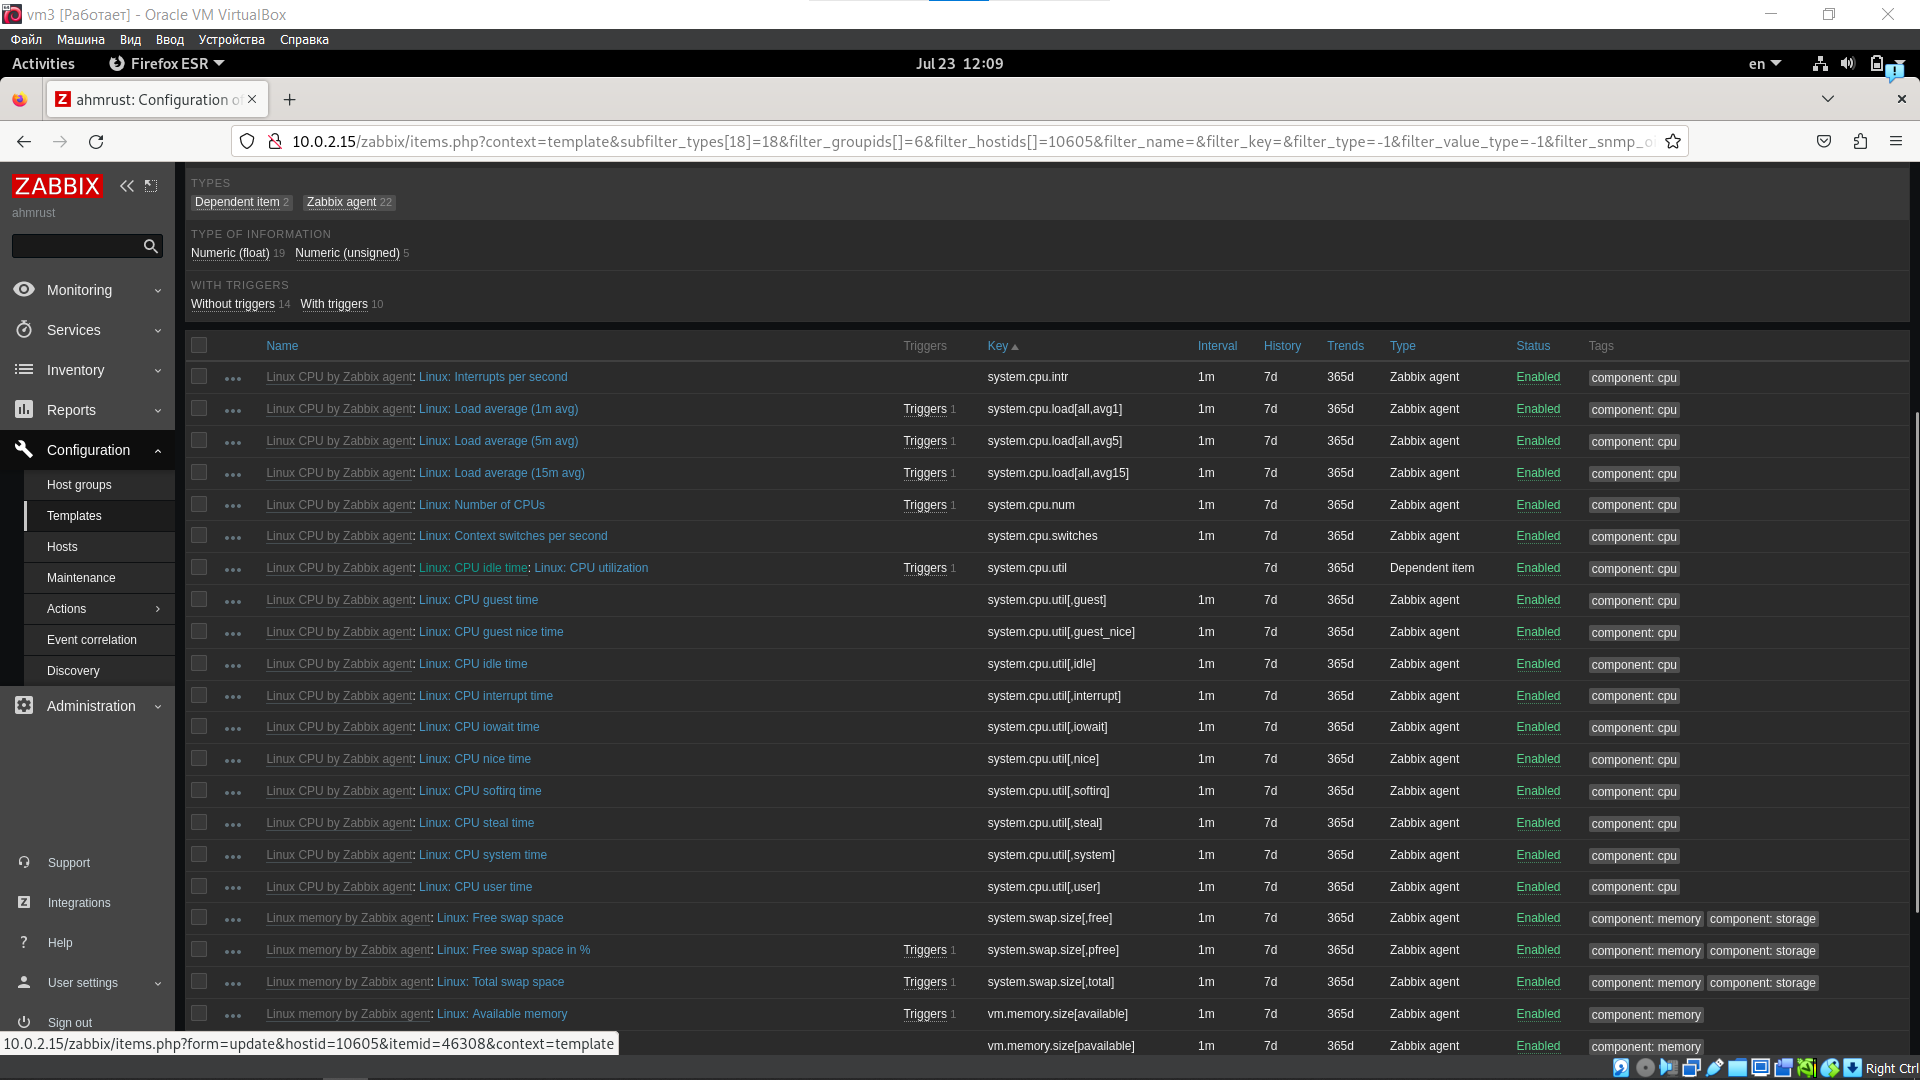 vm3 [Работает] - Oracle VM VirtualBox
Файл Машина Вид Ввод Устройства Справка
Activities Firefox ESR Jul 23 12:09 en
ahmrust: Configuration of
10.0.2.15/zabbix/items.php?context=template&subfilter_types[18]=18&filter_groupids[]=6&filter_hostids[]=10605&filter_name=&filter_key=&filter_type=-1&filter_value_type=-1&filter_snmp_oi
ZABBIX
ahmrust
Monitoring
Services
Inventory
Reports
Configuration
Host groups
Templates
Hosts
Maintenance
Actions
Event correlation
Discovery
Administration
Support
Integrations
Help
User settings
Sign out
TYPES
Dependent item 2 Zabbix agent 22
TYPE OF INFORMATION
Numeric (float) 19 Numeric (unsigned) 5
WITH TRIGGERS
Without triggers 14 With triggers 10
Name Triggers Key Interval History Trends Type Status Tags
Linux CPU by Zabbix agent: Linux: Interrupts per second system.cpu.intr 1m 7d 365d Zabbix agent Enabled component: cpu
Linux CPU by Zabbix agent: Linux: Load average (1m avg) Triggers 1 system.cpu.load[all,avg1] 1m 7d 365d Zabbix agent Enabled component: cpu
Linux CPU by Zabbix agent: Linux: Load average (5m avg) Triggers 1 system.cpu.load[all,avg5] 1m 7d 365d Zabbix agent Enabled component: cpu
Linux CPU by Zabbix agent: Linux: Load average (15m avg) Triggers 1 system.cpu.load[all,avg15] 1m 7d 365d Zabbix agent Enabled component: cpu
Linux CPU by Zabbix agent: Linux: Number of CPUs Triggers 1 system.cpu.num 1m 7d 365d Zabbix agent Enabled component: cpu
Linux CPU by Zabbix agent: Linux: Context switches per second system.cpu.switches 1m 7d 365d Zabbix agent Enabled component: cpu
Linux CPU by Zabbix agent: Linux: CPU idle time: Linux: CPU utilization Triggers 1 system.cpu.util 7d 365d Dependent item Enabled component: cpu
Linux CPU by Zabbix agent: Linux: CPU guest time system.cpu.util[,guest] 1m 7d 365d Zabbix agent Enabled component: cpu
Linux CPU by Zabbix agent: Linux: CPU guest nice time system.cpu.util[,guest_nice] 1m 7d 365d Zabbix agent Enabled component: cpu
Linux CPU by Zabbix agent: Linux: CPU idle time system.cpu.util[,idle] 1m 7d 365d Zabbix agent Enabled component: cpu
Linux CPU by Zabbix agent: Linux: CPU interrupt time system.cpu.util[,interrupt] 1m 7d 365d Zabbix agent Enabled component: cpu
Linux CPU by Zabbix agent: Linux: CPU iowait time system.cpu.util[,iowait] 1m 7d 365d Zabbix agent Enabled component: cpu
Linux CPU by Zabbix agent: Linux: CPU nice time system.cpu.util[,nice] 1m 7d 365d Zabbix agent Enabled component: cpu
Linux CPU by Zabbix agent: Linux: CPU softirq time system.cpu.util[,softirq] 1m 7d 365d Zabbix agent Enabled component: cpu
Linux CPU by Zabbix agent: Linux: CPU steal time system.cpu.util[,steal] 1m 7d 365d Zabbix agent Enabled component: cpu
Linux CPU by Zabbix agent: Linux: CPU system time system.cpu.util[,system] 1m 7d 365d Zabbix agent Enabled component: cpu
Linux CPU by Zabbix agent: Linux: CPU user time system.cpu.util[,user] 1m 7d 365d Zabbix agent Enabled component: cpu
Linux memory by Zabbix agent: Linux: Free swap space system.swap.size[,free] 1m 7d 365d Zabbix agent Enabled component: memory component: storage
Linux memory by Zabbix agent: Linux: Free swap space in % Triggers 1 system.swap.size[,pfree] 1m 7d 365d Zabbix agent Enabled component: memory component: storage
Linux memory by Zabbix agent: Linux: Total swap space Triggers 1 system.swap.size[,total] 1m 7d 365d Zabbix agent Enabled component: memory component: storage
Linux memory by Zabbix agent: Linux: Available memory Triggers 1 vm.memory.size[available] 1m 7d 365d Zabbix agent Enabled component: memory
vm.memory.size[pavailable] 1m 7d 365d Zabbix agent Enabled component: memory
10.0.2.15/zabbix/items.php?form=update&hostid=10605&itemid=46308&context=template
Right Ctrl